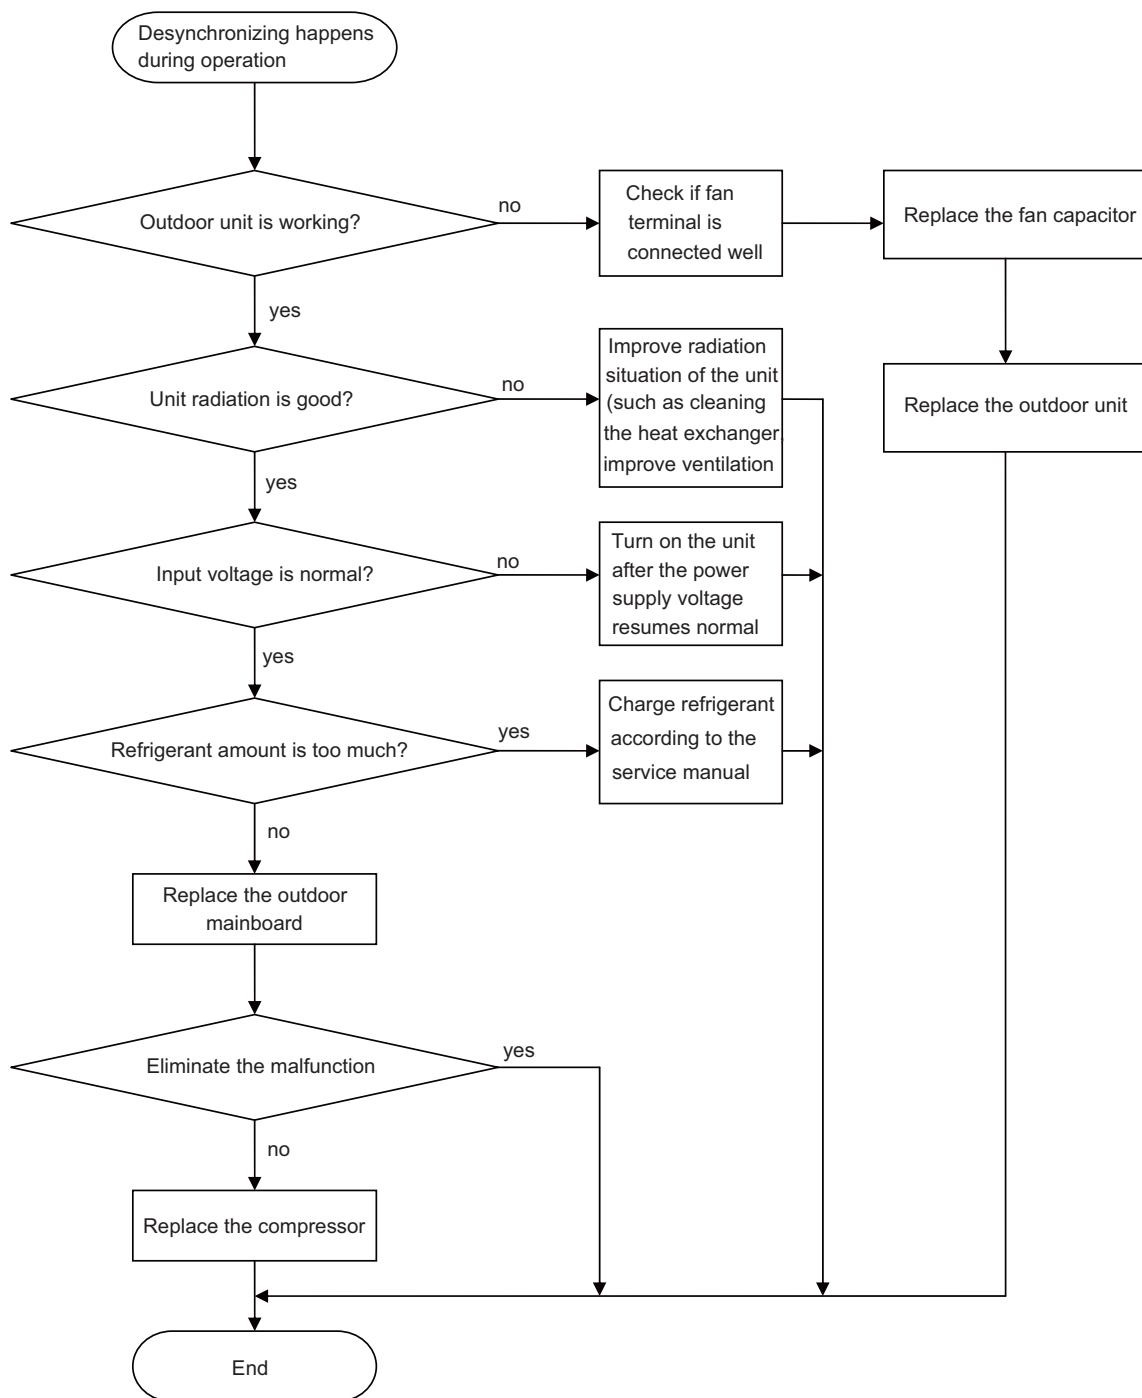 Desynchronizing happens
during operation
Outdoor unit is working?
no
Check if fan
terminal is
connected well
Replace the fan capacitor
yes
Unit radiation is good?
no
Improve radiation
situation of the unit
(such as cleaning
the heat exchanger,
improve ventilation
Replace the outdoor unit
yes
Input voltage is normal?
no
Turn on the unit
after the power
supply voltage
resumes normal
yes
Refrigerant amount is too much?
yes
Charge refrigerant
according to the
service manual
no
Replace the outdoor
mainboard
Eliminate the malfunction
yes
no
Replace the compressor
End